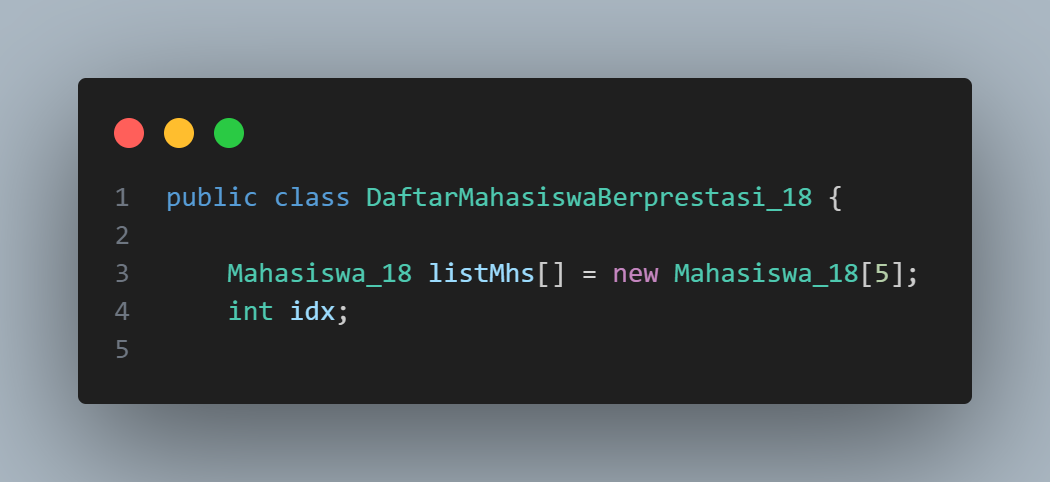 1 public class DaftarMahasiswaBerprestasi_18 {
2
3 Mahasiswa_18 listMhs[] = new Mahasiswa_18[5];
4 int idx;
5